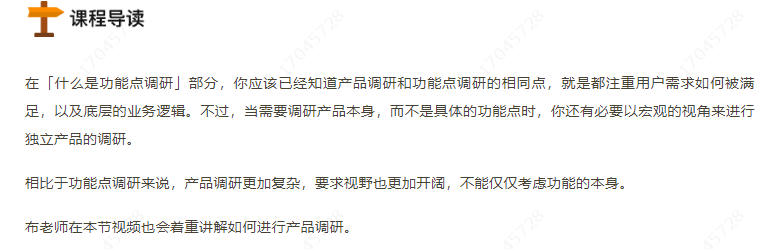 课程导读
在「什么是功能点调研」部分，你应该已经知道产品调研和功能点调研的相同点，就是都注重用户需求如何被满
足，以及底层的业务逻辑。不过，当需要调研产品本身，而不是具体的功能点时，你还有必要以宏观的视角来进行
独立产品的调研。
相比于功能点调研来说，产品调研更加复杂，要求视野也更加开阔，不能仅仅考虑功能的本身。
布老师在本节视频也会着重讲解如何进行产品调研。